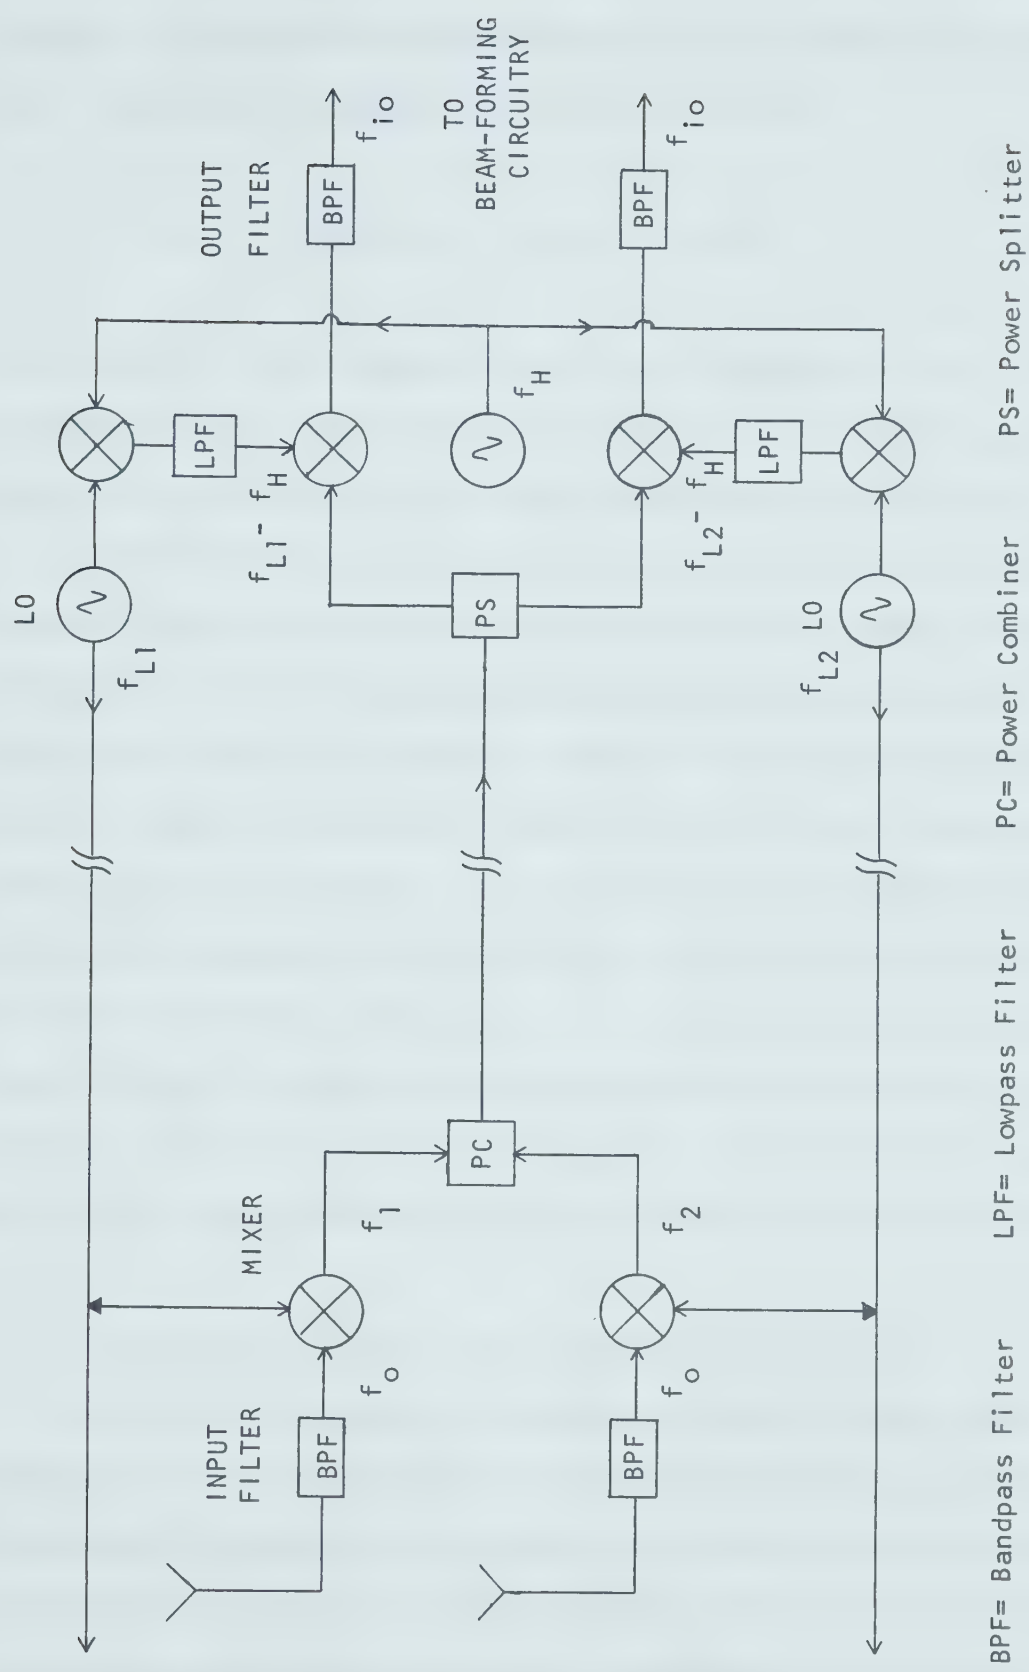 INPUT
FILTER
BPF
f_o
BPF
f_o
MIXER
f_1
f_2
PC
LO
f_L1
LO
f_L2
PS
f_L1 - f_H
f_L2 - f_H
LPF
LPF
f_H
OUTPUT
FILTER
BPF
f_io
BPF
f_io
TO
BEAM-FORMING
CIRCUITRY
BPF= Bandpass Filter
LPF= Lowpass Filter
PC= Power Combiner
PS= Power Splitter